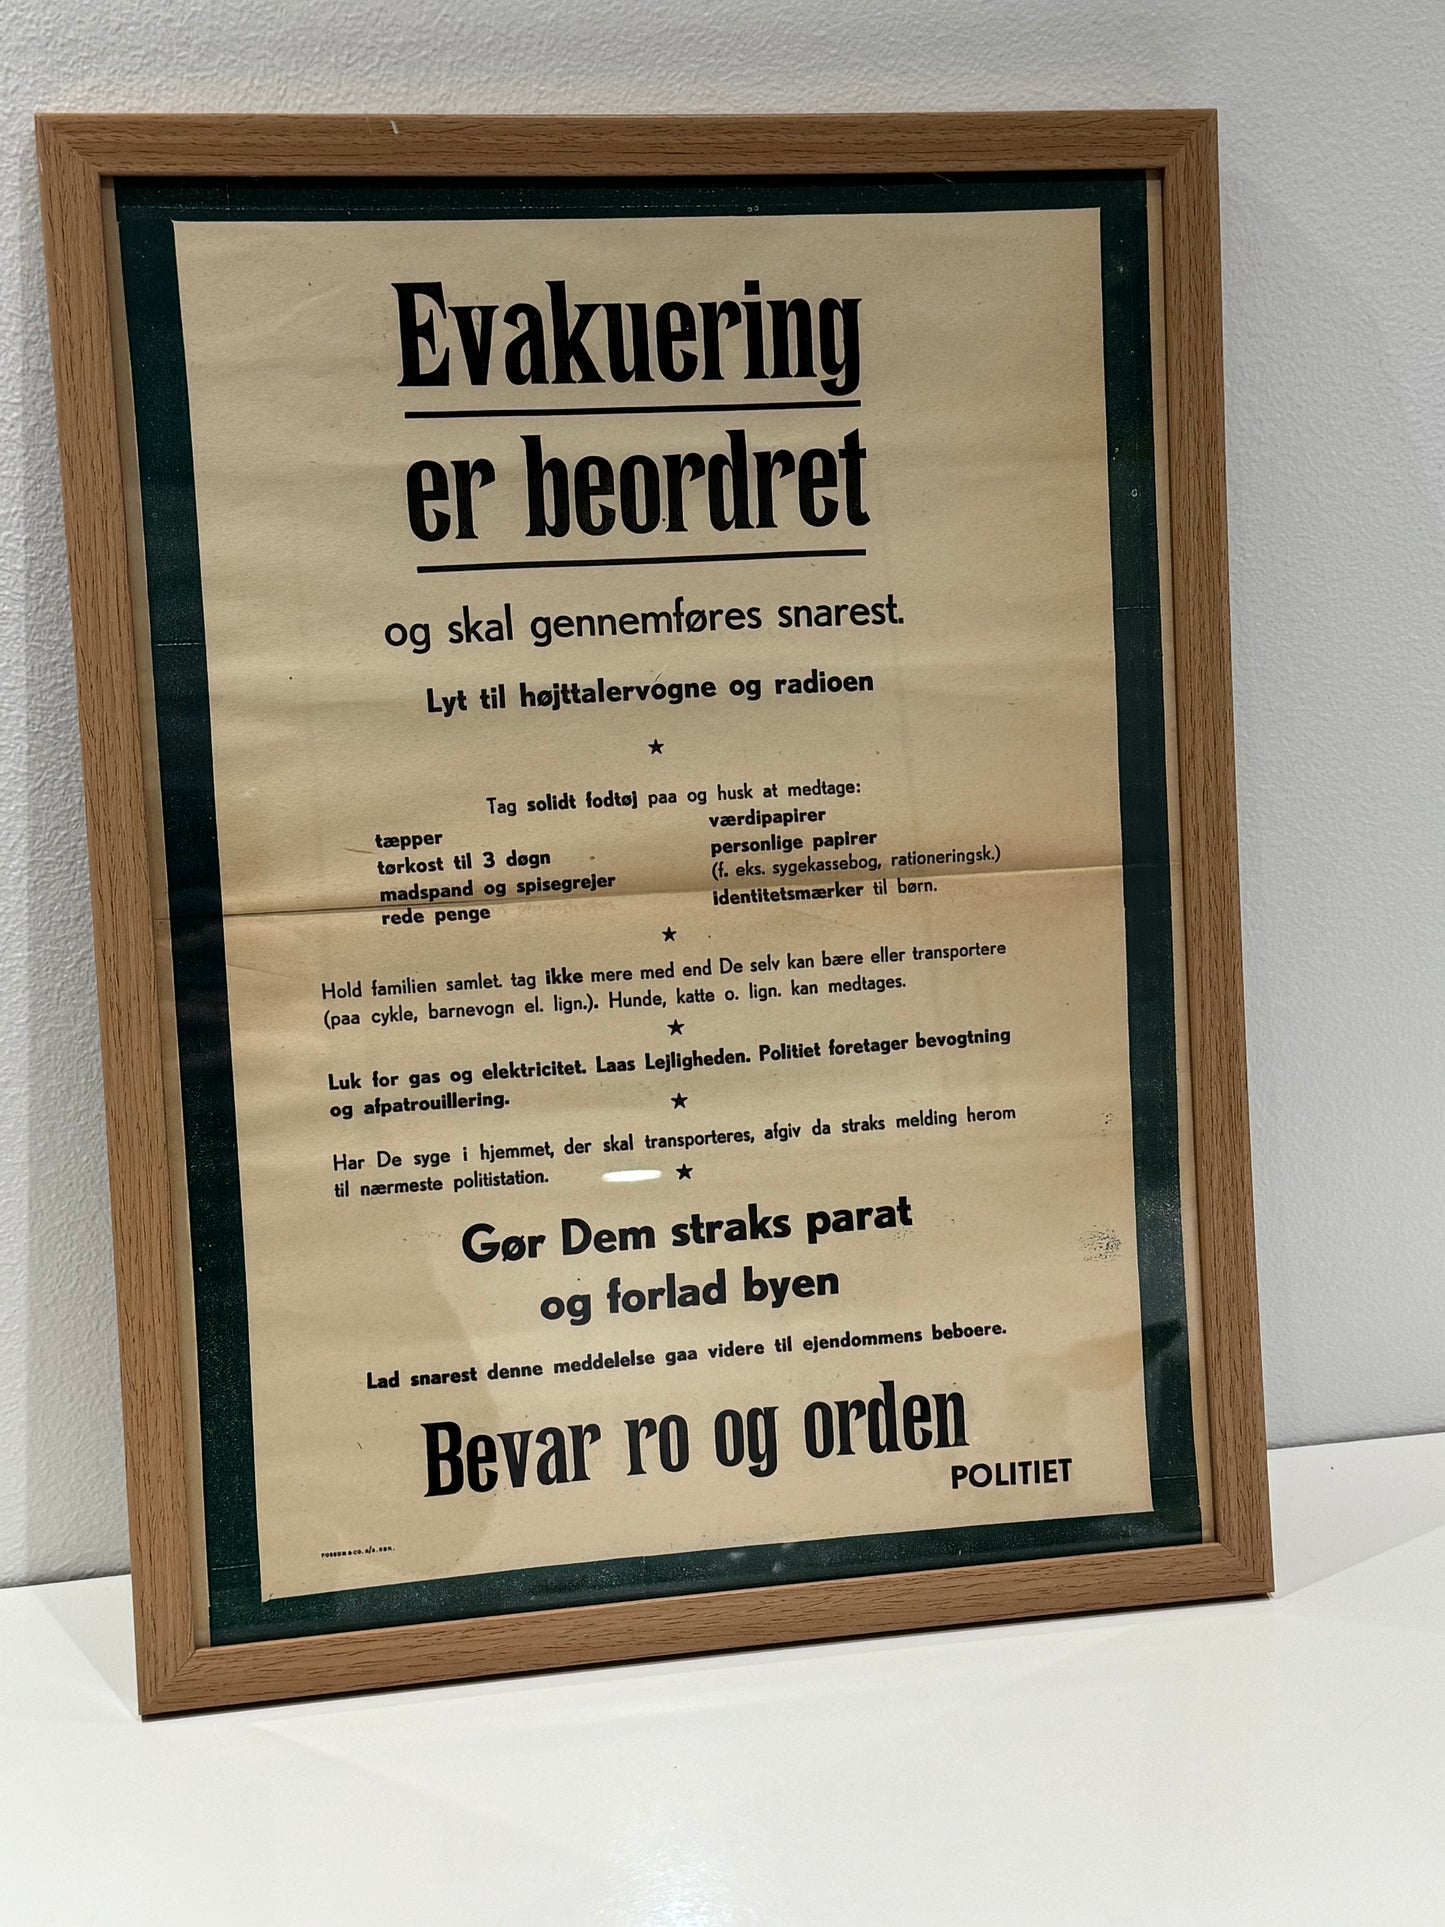 Evakuering
er beordret
og skal gennemføres snarest.
Lyt til højttalervogne og radioen
★
Tag solidt fodtøj paa og husk at medtage:
tæpper
tørkost til 3 døgn
madspand og spisegrejer
rede penge
værdipapirer
personlige papirer
(f. eks. sygekassebog, rationeringsk.)
identitetsmærker til børn.
★
Hold familien samlet. tag ikke mere med end De selv kan bære eller transportere
(paa cykle, barnevogn el. lign.). Hunde, katte o. lign. kan medtages.
★
Luk for gas og elektricitet. Laas Lejligheden. Politiet foretager bevogtning
og afpatrouillering.
★
Har De syge i hjemmet, der skal transporteres, afgiv da straks melding herom
til nærmeste politistation.
★
Gør Dem straks parat
og forlad byen
Lad snarest denne meddelelse gaa videre til ejendommens beboere.
Bevar ro og orden
POLITIET
FOSSUM & CO. A/S. KBH.